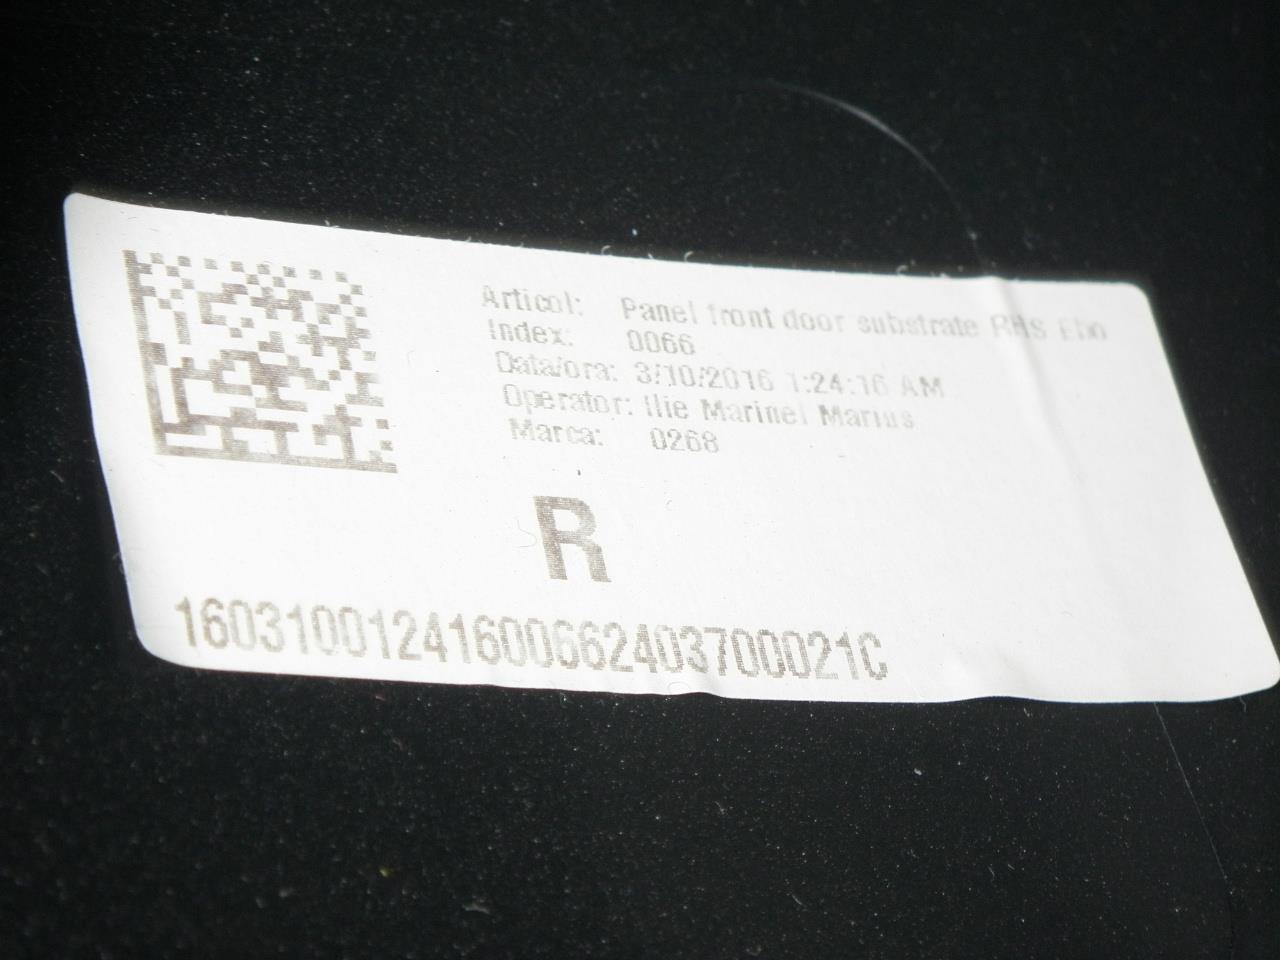 Articol: Panel front door substrate RHS Ebo
Index: 0066
Data/ora: 3/10/2016 1:24:16 AM
Operator: Ilie Marinel Marius
Marca: 0268
R
16031001241600662403700021C